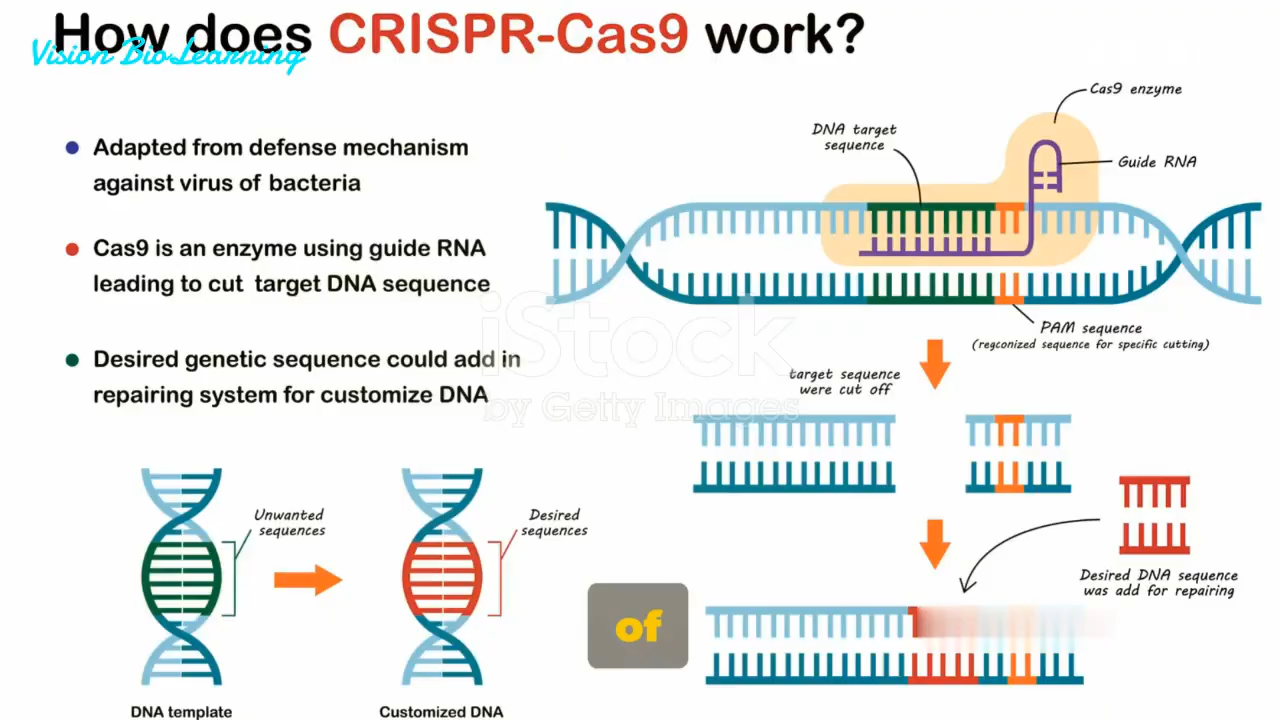 How does CRISPR-Cas9 work?
Vision BioLearning
Adapted from defense mechanism
against virus of bacteria
Cas9 is an enzyme using guide RNA
leading to cut target DNA sequence
Desired genetic sequence could add in
repairing system for customize DNA
Cas9 enzyme
DNA target
sequence
Guide RNA
PAM sequence
(regconized sequence for specific cutting)
iStock
by Getty Images
target sequence
were cut off
Unwanted
sequences
Desired
sequences
Desired DNA sequence
was add for repairing
of
DNA template
Customized DNA